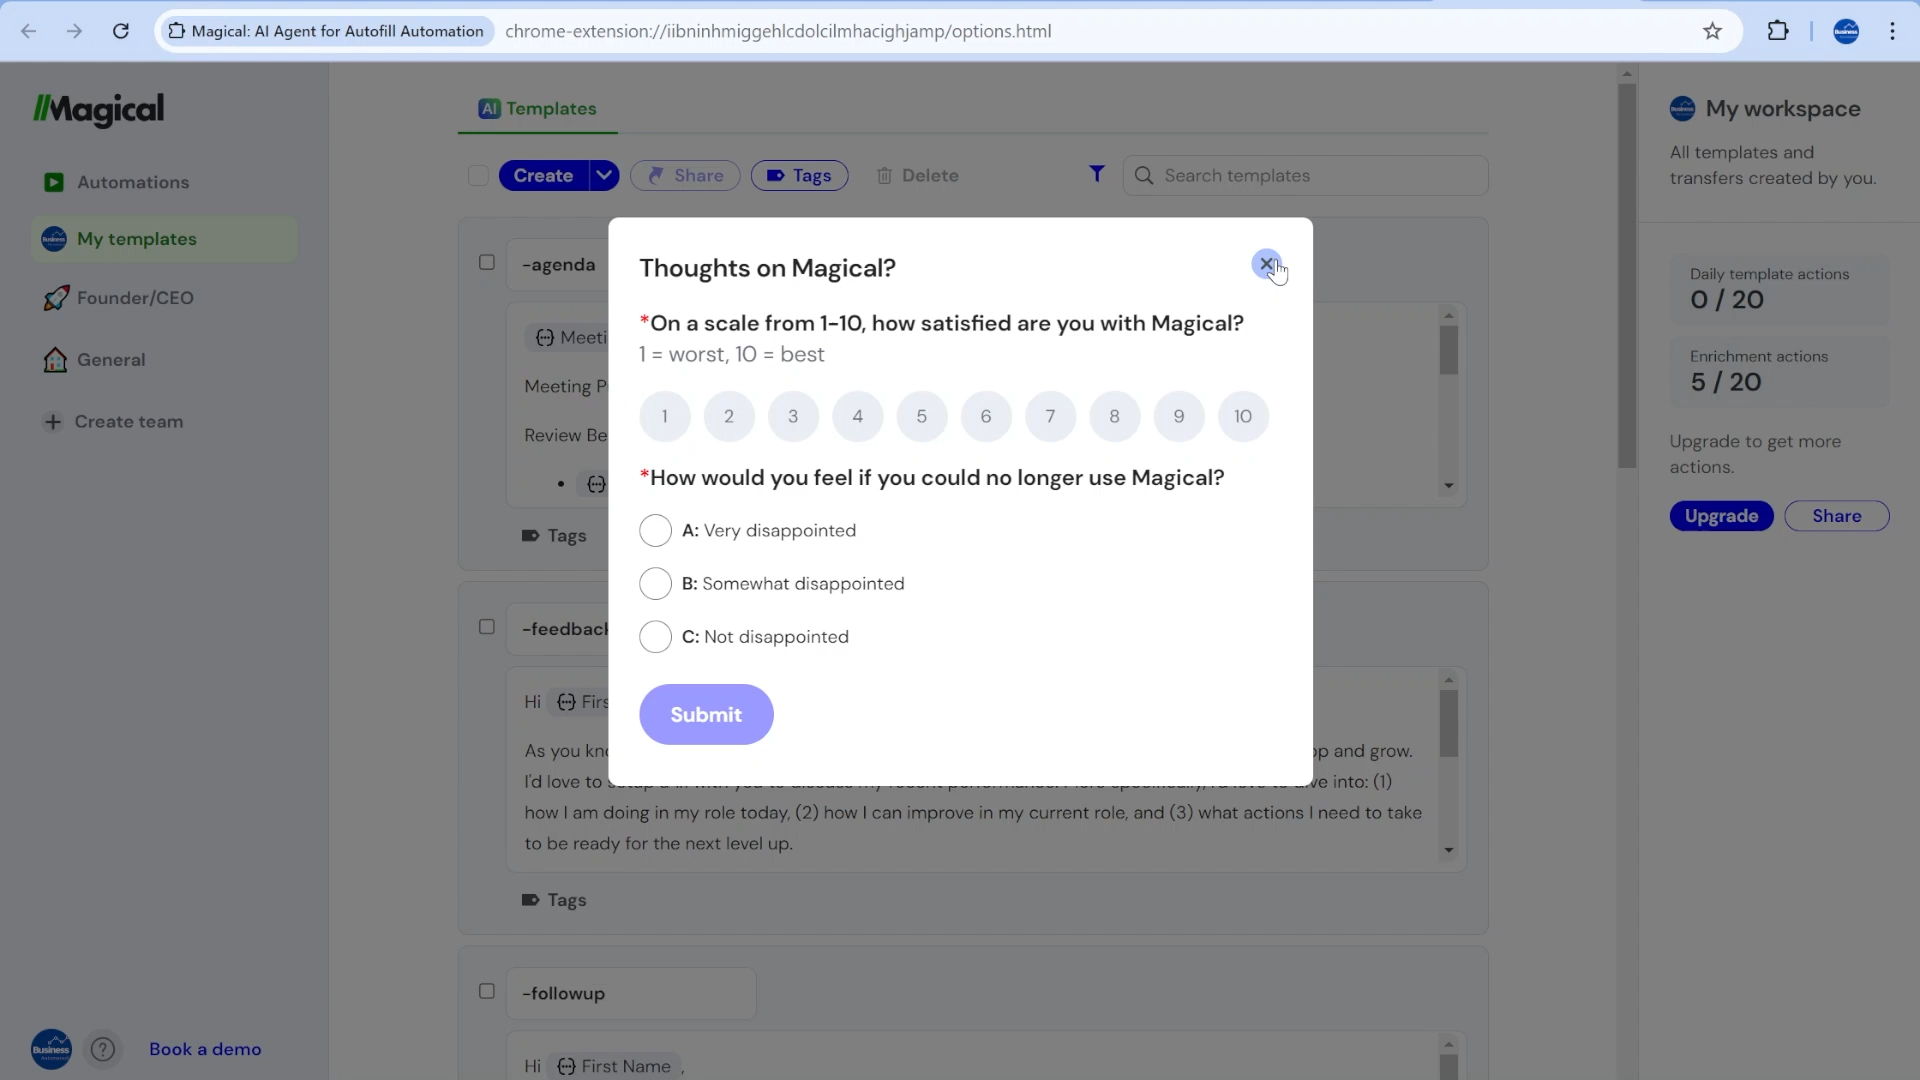 Magical: AI Agent for Autofill Automation
chrome-extension://iibninhmiggehlcdolcilmhacighjamp/options.html
//Magical
Automations
My templates
Founder/CEO
General
+ Create team
Book a demo
AI Templates
Create
Share
Tags
Delete
Search templates
-agenda
Meeti
Meeting P
Review Be
Tags
-feedback
Hi {··} Firs
As you kno
op and grow.
I'd love to
into: (1)
how I am doing in my role today, (2) how I can improve in my current role, and (3) what actions I need to take
to be ready for the next level up.
Tags
-followup
Hi {··} First Name ,
Thoughts on Magical?
*On a scale from 1-10, how satisfied are you with Magical?
1 = worst, 10 = best
1 2 3 4 5 6 7 8 9 10
*How would you feel if you could no longer use Magical?
A: Very disappointed
B: Somewhat disappointed
C: Not disappointed
Submit
My workspace
All templates and
transfers created by you.
Daily template actions
0 / 20
Enrichment actions
5 / 20
Upgrade to get more
actions.
Upgrade
Share